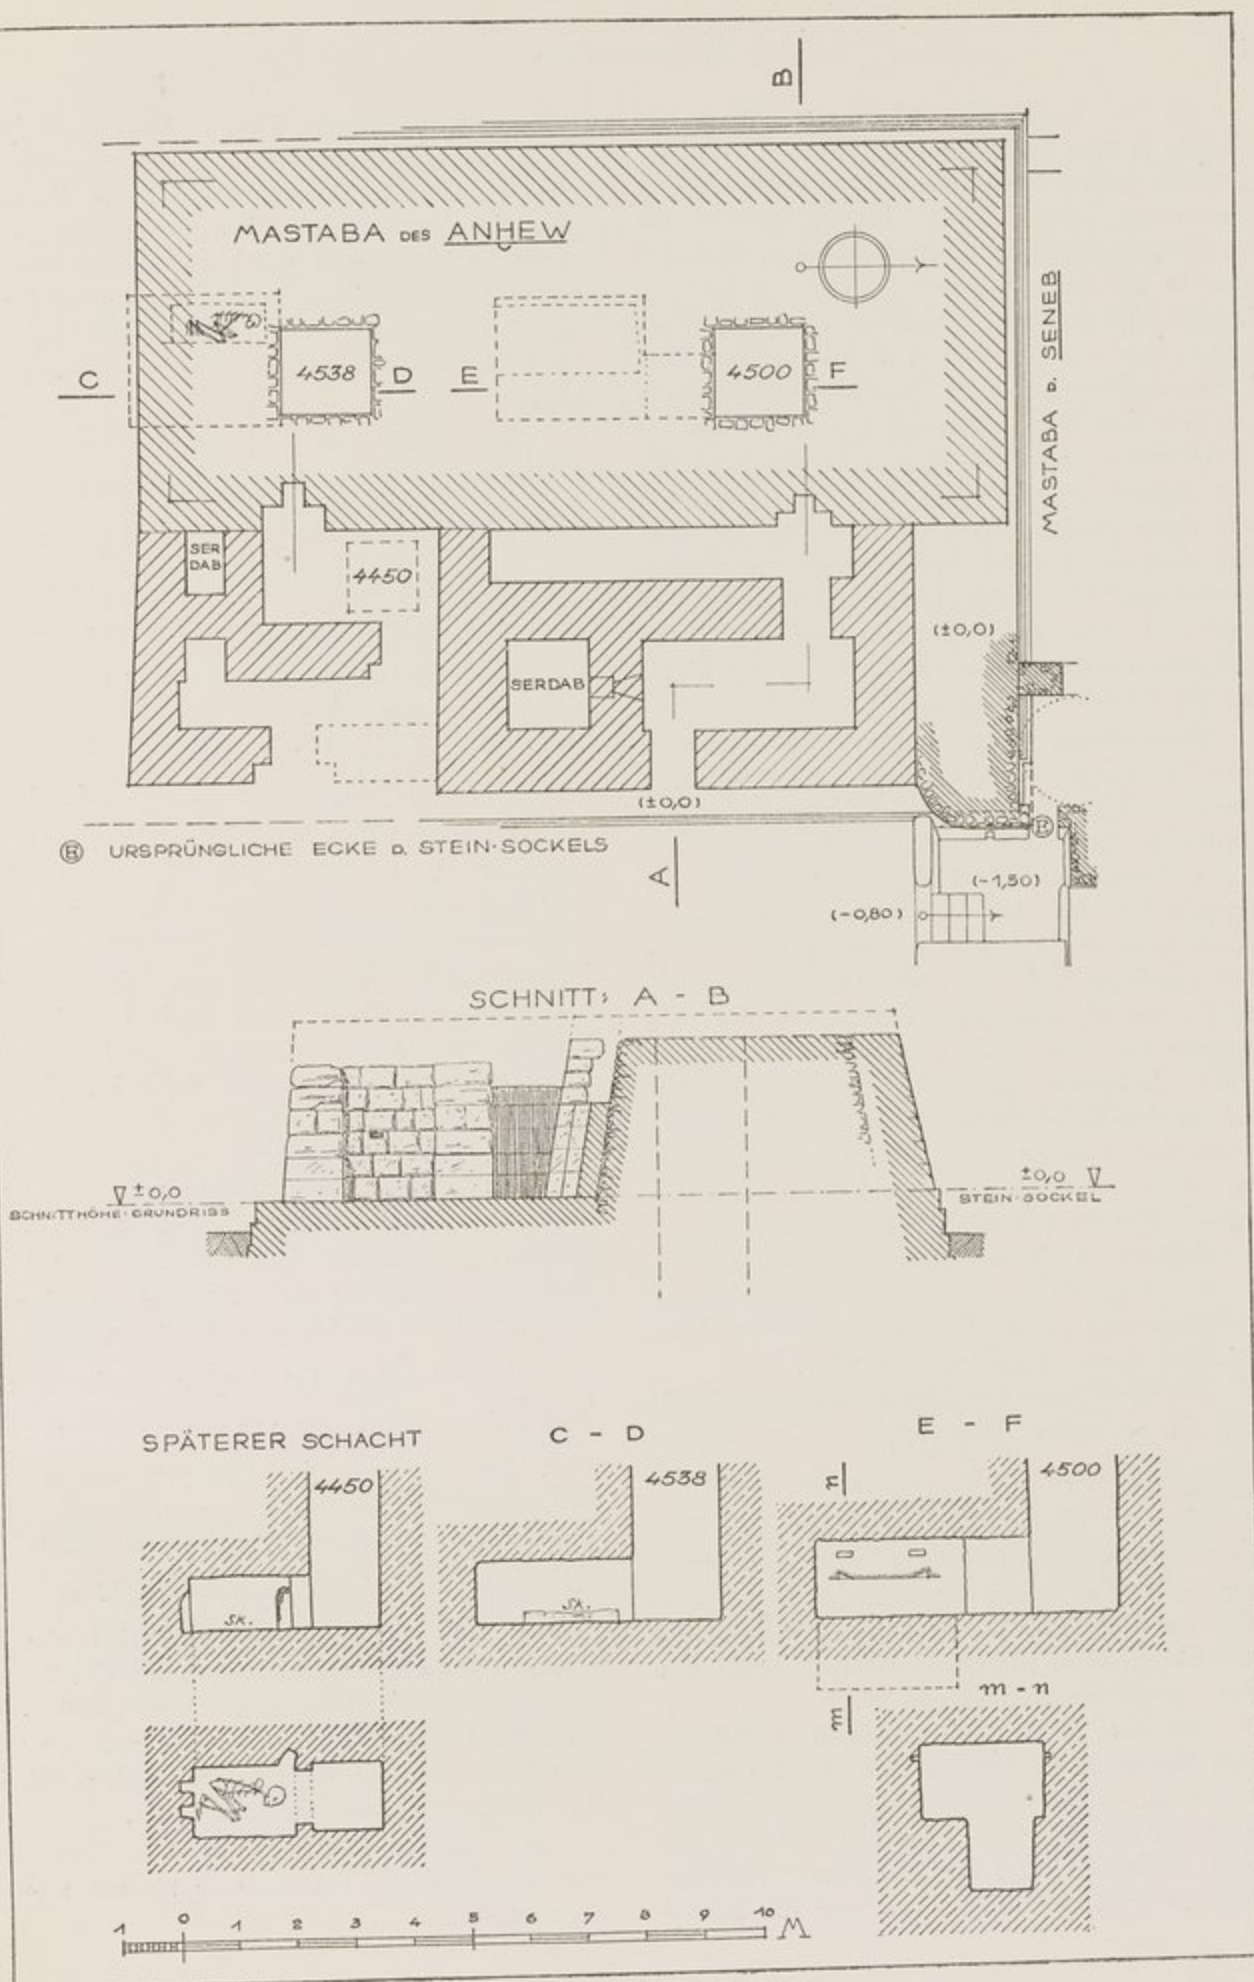 B
MASTABA DES ANḤEW
MASTABA D. SENEB
C
4538
D
E
4500
F
SER
DAB
4450
(±0,0)
SERDAB
(±0,0)
E URSPRÜNGLICHE ECKE D. STEIN-SOCKELS
E
A
(-1,50)
(-0,80)
SCHNITT: A - B
±0,0
SCHNITTHÖHE-GRUNDRISS
±0,0
STEIN-SOCKEL
SPÄTERER SCHACHT
C - D
E - F
4450
4538
4500
n
SK.
SK.
m
m - n
1 0 1 2 3 4 5 6 7 8 9 10 M